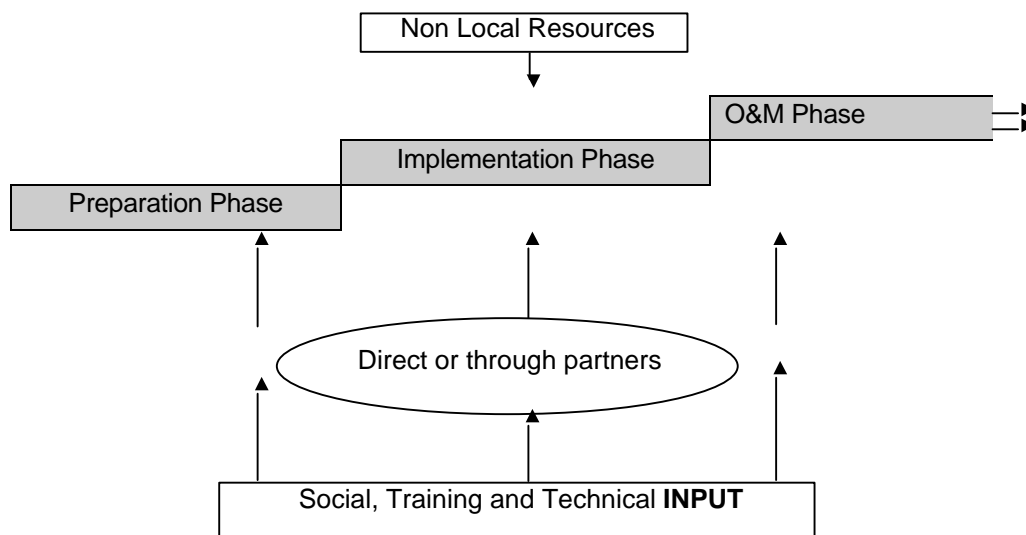 Non Local Resources
O&M Phase
Implementation Phase
Preparation Phase
Direct or through partners
Social, Training and Technical INPUT